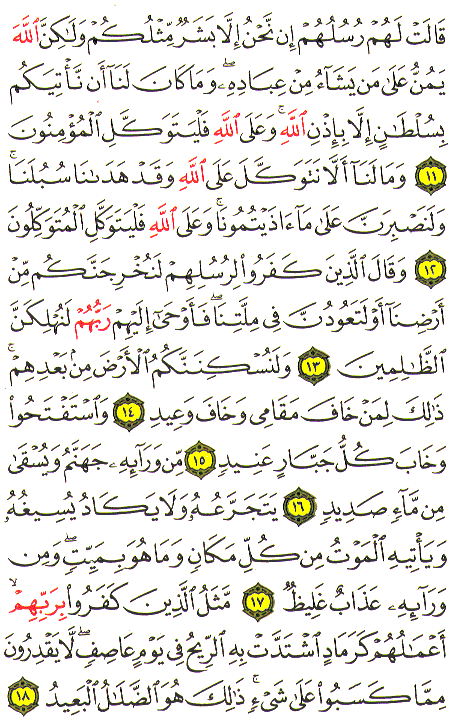 قَالَتْ لَهُمْ رُسُلُهُمْ إِن نَّحْنُ إِلَّا بَشَرٌ مِّثْلُكُمْ وَلَٰكِنَّ ٱللَّهَ
يَمُنُّ عَلَىٰ مَن يَشَآءُ مِنْ عِبَادِهِۦ ۖ وَمَا كَانَ لَنَآ أَن نَّأْتِيَكُم
بِسُلْطَٰنٍ إِلَّا بِإِذْنِ ٱللَّهِ ۚ وَعَلَى ٱللَّهِ فَلْيَتَوَكَّلِ ٱلْمُؤْمِنُونَ
١١ وَمَا لَنَآ أَلَّا نَتَوَكَّلَ عَلَى ٱللَّهِ وَقَدْ هَدَىٰنَا سُبُلَنَا ۚ
وَلَنَصْبِرَنَّ عَلَىٰ مَآ ءَاذَيْتُمُونَا ۚ وَعَلَى ٱللَّهِ فَلْيَتَوَكَّلِ ٱلْمُتَوَكِّلُونَ
١٢ وَقَالَ ٱلَّذِينَ كَفَرُوا۟ لِرُسُلِهِمْ لَنُخْرِجَنَّكُم مِّنْ
أَرْضِنَآ أَوْ لَتَعُودُنَّ فِى مِلَّتِنَا ۖ فَأَوْحَىٰٓ إِلَيْهِمْ رَبُّهُمْ لَنُهْلِكَنَّ
ٱلظَّٰلِمِينَ ١٣ وَلَنُسْكِنَنَّكُمُ ٱلْأَرْضَ مِنۢ بَعْدِهِمْ ۚ
ذَٰلِكَ لِمَنْ خَافَ مَقَامِى وَخَافَ وَعِيدِ ١٤ وَٱسْتَفْتَحُوا۟
وَخَابَ كُلُّ جَبَّارٍ عَنِيدٍ ١٥ مِّن وَرَآئِهِۦ جَهَنَّمُ وَيُسْقَىٰ
مِن مَّآءٍ صَدِيدٍ ١٦ يَتَجَرَّعُهُۥ وَلَا يَكَادُ يُسِيغُهُۥ
وَيَأْتِيهِ ٱلْمَوْتُ مِن كُلِّ مَكَانٍ وَمَا هُوَ بِمَيِّتٍ ۖ وَمِن
وَرَآئِهِۦ عَذَابٌ غَلِيظٌ ١٧ مَّثَلُ ٱلَّذِينَ كَفَرُوا۟ بِرَبِّهِمْ ۖ
أَعْمَٰلُهُمْ كَرَمَادٍ ٱشْتَدَّتْ بِهِ ٱلرِّيحُ فِى يَوْمٍ عَاصِفٍ ۖ لَّا يَقْدِرُونَ
مِمَّا كَسَبُوا۟ عَلَىٰ شَىْءٍ ۚ ذَٰلِكَ هُوَ ٱلضَّلَٰلُ ٱلْبَعِيدُ ١٨